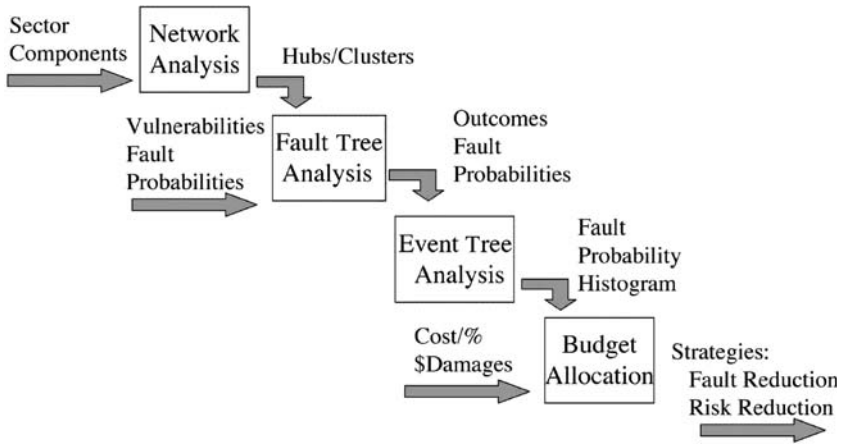 Sector
Components
Network
Analysis
Hubs/Clusters
Vulnerabilities
Fault
Probabilities
Fault Tree
Analysis
Outcomes
Fault
Probabilities
Event Tree
Analysis
Fault
Probability
Histogram
Cost/%
$Damages
Budget
Allocation
Strategies:
Fault Reduction
Risk Reduction